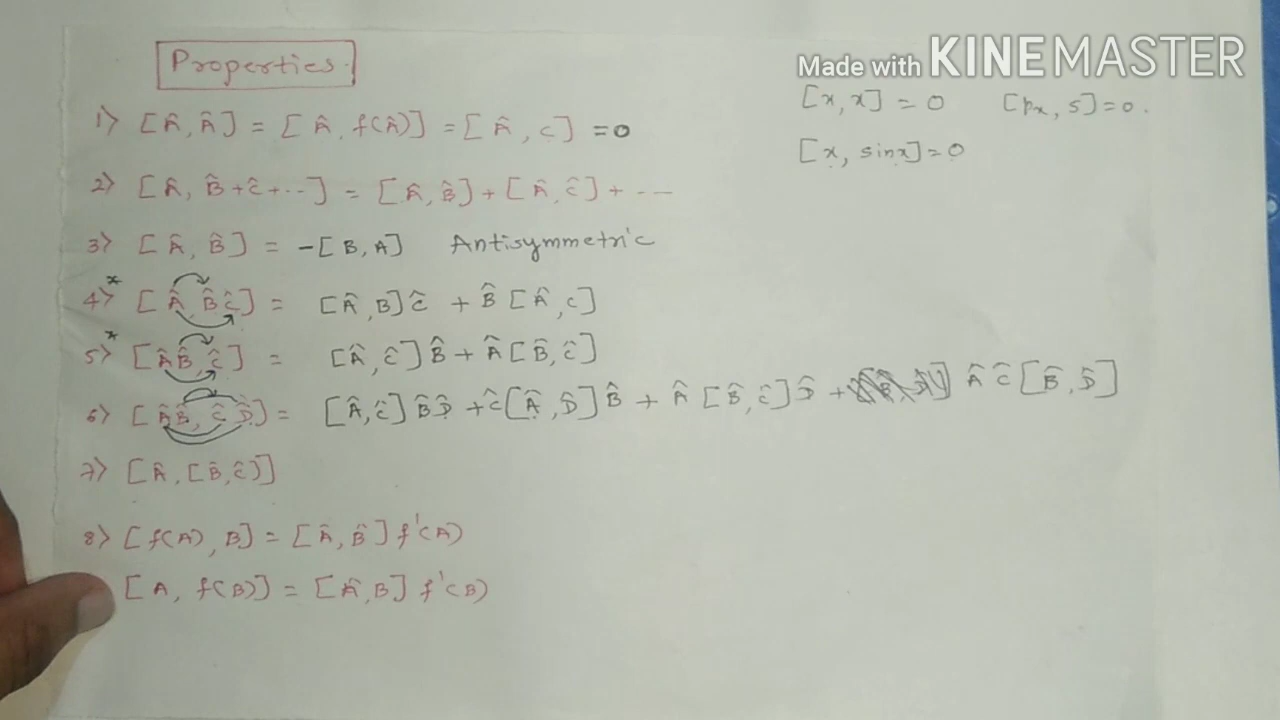 Made with KINEMASTER
Properties.
[x, x] = 0 [px, 5] = 0.
1) [Â, Â] = [Â, f(Â)] = [Â, c] = 0
[x, sinx] = 0
2) [Â, B̂ + Ĉ + ...] = [Â, B̂] + [Â, Ĉ] + ...
3) [Â, B̂] = -[B, A] Antisymmetric
4)* [Â, B̂Ĉ] = [Â, B]Ĉ + B̂[Â, C]
5)* [ÂB̂, Ĉ] = [Â, Ĉ]B̂ + Â[B̂, Ĉ]
6) [ÂB̂, ĈD̂] = [Â, Ĉ]B̂D̂ + Ĉ[Â, D̂]B̂ + Â[B̂, Ĉ]D̂ + ÂĈ[B̂, D̂]
7) [Â, [B̂, Ĉ]]
8) [f(A), B] = [Â, B̂] f'(A)
[A, f(B)] = [Â, B] f'(B)